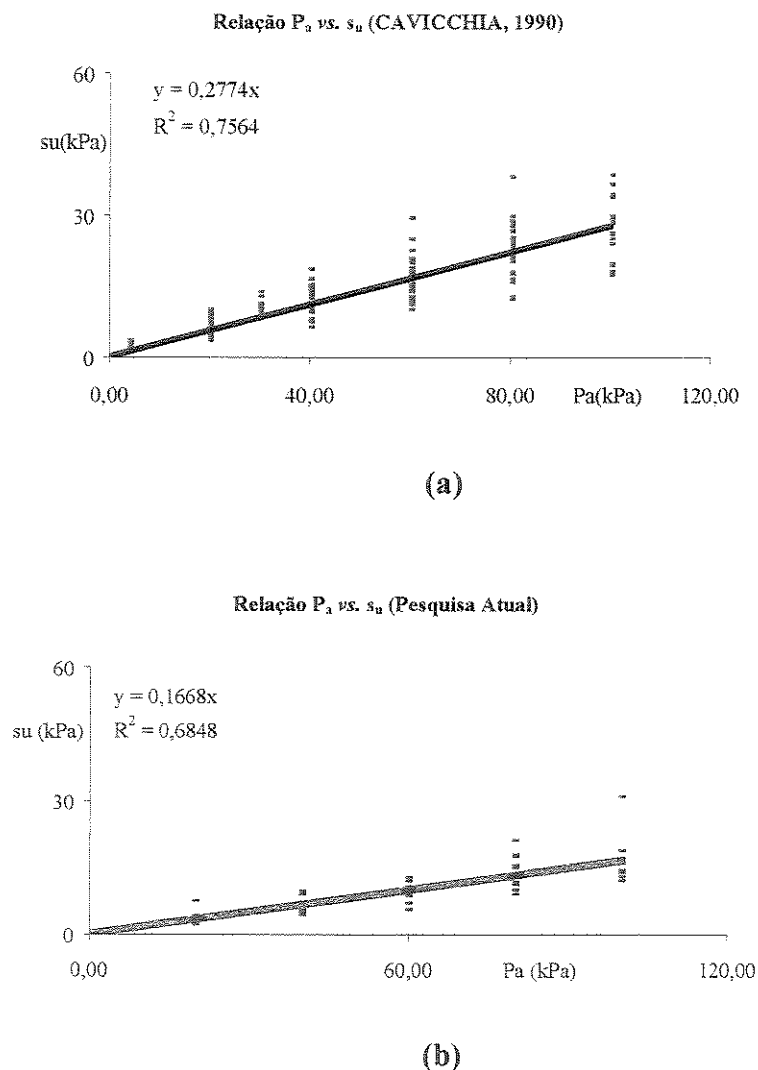 Relação Pa vs. su (CAVICCHIA, 1990)
60
y = 0,2774x
R² = 0,7564
su(kPa)
30
0
0,00 40,00 80,00 Pa(kPa) 120,00
(a)
Relação Pa vs. su (Pesquisa Atual)
60
y = 0,1668x
su (kPa) R² = 0,6848
30
0
0,00 60,00 Pa (kPa) 120,00
(b)